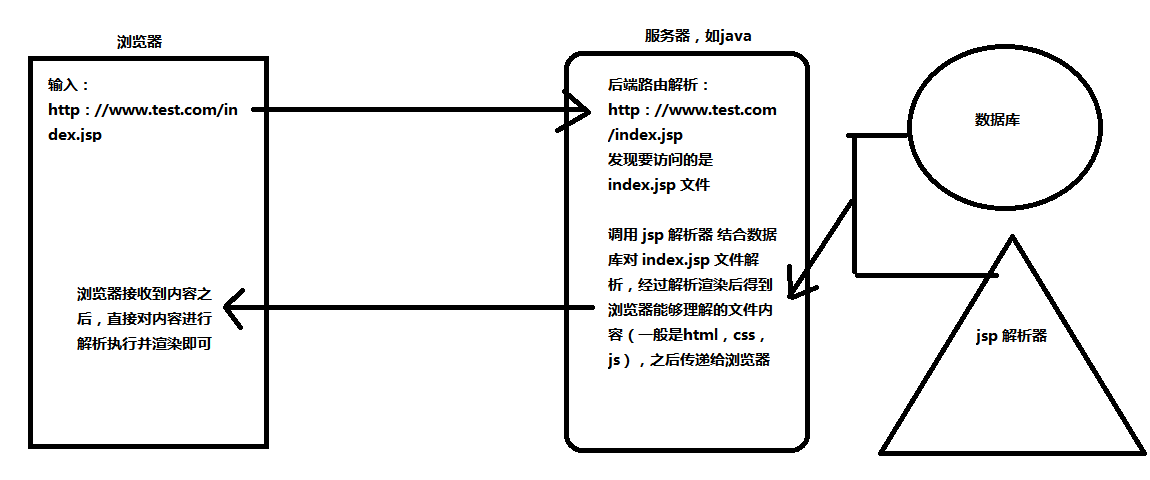 浏览器
服务器，如java
输入：
http：//www.test.com/in
dex.jsp
后端路由解析：
http：//www.test.com
/index.jsp
发现要访问的是
index.jsp 文件
调用 jsp 解析器 结合数据
库对 index.jsp 文件解
析，经过解析渲染后得到
浏览器能够理解的文件内
容（一般是html，css，
js），之后传递给浏览器
浏览器接收到内容之
后，直接对内容进行
解析执行并渲染即可
数据库
jsp 解析器